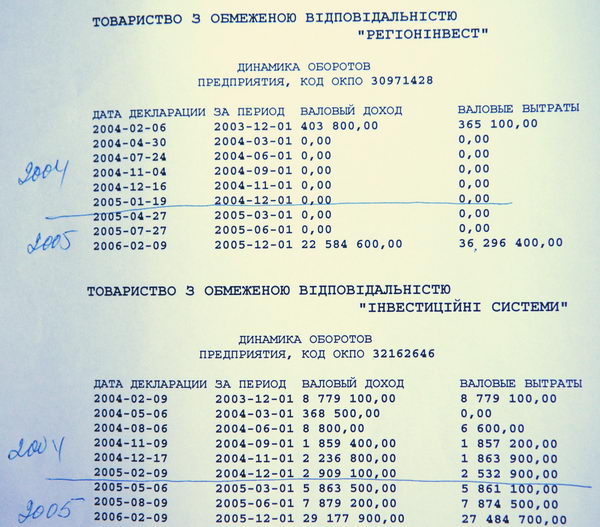 ТОВАРИСТВО З ОБМЕЖЕНОЮ ВІДПОВІДАЛЬНІСТЮ
"РЕГІОНІНВЕСТ"
ДИНАМИКА ОБОРОТОВ
ПРЕДПРИЯТИЯ, КОД ОКПО 30971428
ДАТА ДЕКЛАРАЦИИ ЗА ПЕРИОД ВАЛОВЫЙ ДОХОД ВАЛОВЫЕ ВЫТРАТЫ
2004-02-06 2003-12-01 403 800,00 365 100,00
2004-04-30 2004-03-01 0,00 0,00
2004-07-24 2004-06-01 0,00 0,00
2004 2004-11-04 2004-09-01 0,00 0,00
2004-12-16 2004-11-01 0,00 0,00
2005-01-19 2004-12-01 0,00 0,00
2005-04-27 2005-03-01 0,00 0,00
2005-07-27 2005-06-01 0,00 0,00
2005 2006-02-09 2005-12-01 22 584 600,00 36 296 400,00
ТОВАРИСТВО З ОБМЕЖЕНОЮ ВІДПОВІДАЛЬНІСТЮ
"ІНВЕСТИЦІЙНІ СИСТЕМИ"
ДИНАМИКА ОБОРОТОВ
ПРЕДПРИЯТИЯ, КОД ОКПО 32162646
ДАТА ДЕКЛАРАЦИИ ЗА ПЕРИОД ВАЛОВЫЙ ДОХОД ВАЛОВЫЕ ВЫТРАТЫ
2004-02-09 2003-12-01 8 779 100,00 8 779 100,00
2004-05-06 2004-03-01 368 500,00 0,00
2004-08-06 2004-06-01 8 800,00 6 600,00
2004 2004-11-09 2004-09-01 1 859 400,00 1 857 200,00
2004-12-17 2004-11-01 2 236 800,00 1 863 900,00
2005-02-09 2004-12-01 2 909 100,00 2 532 900,00
2005-05-06 2005-03-01 5 863 500,00 5 861 100,00
2005 2005-08-09 2005-06-01 7 879 200,00 7 874 500,00
2006-02-09 2005-12-01 29 177 900,00 27 484 700,00